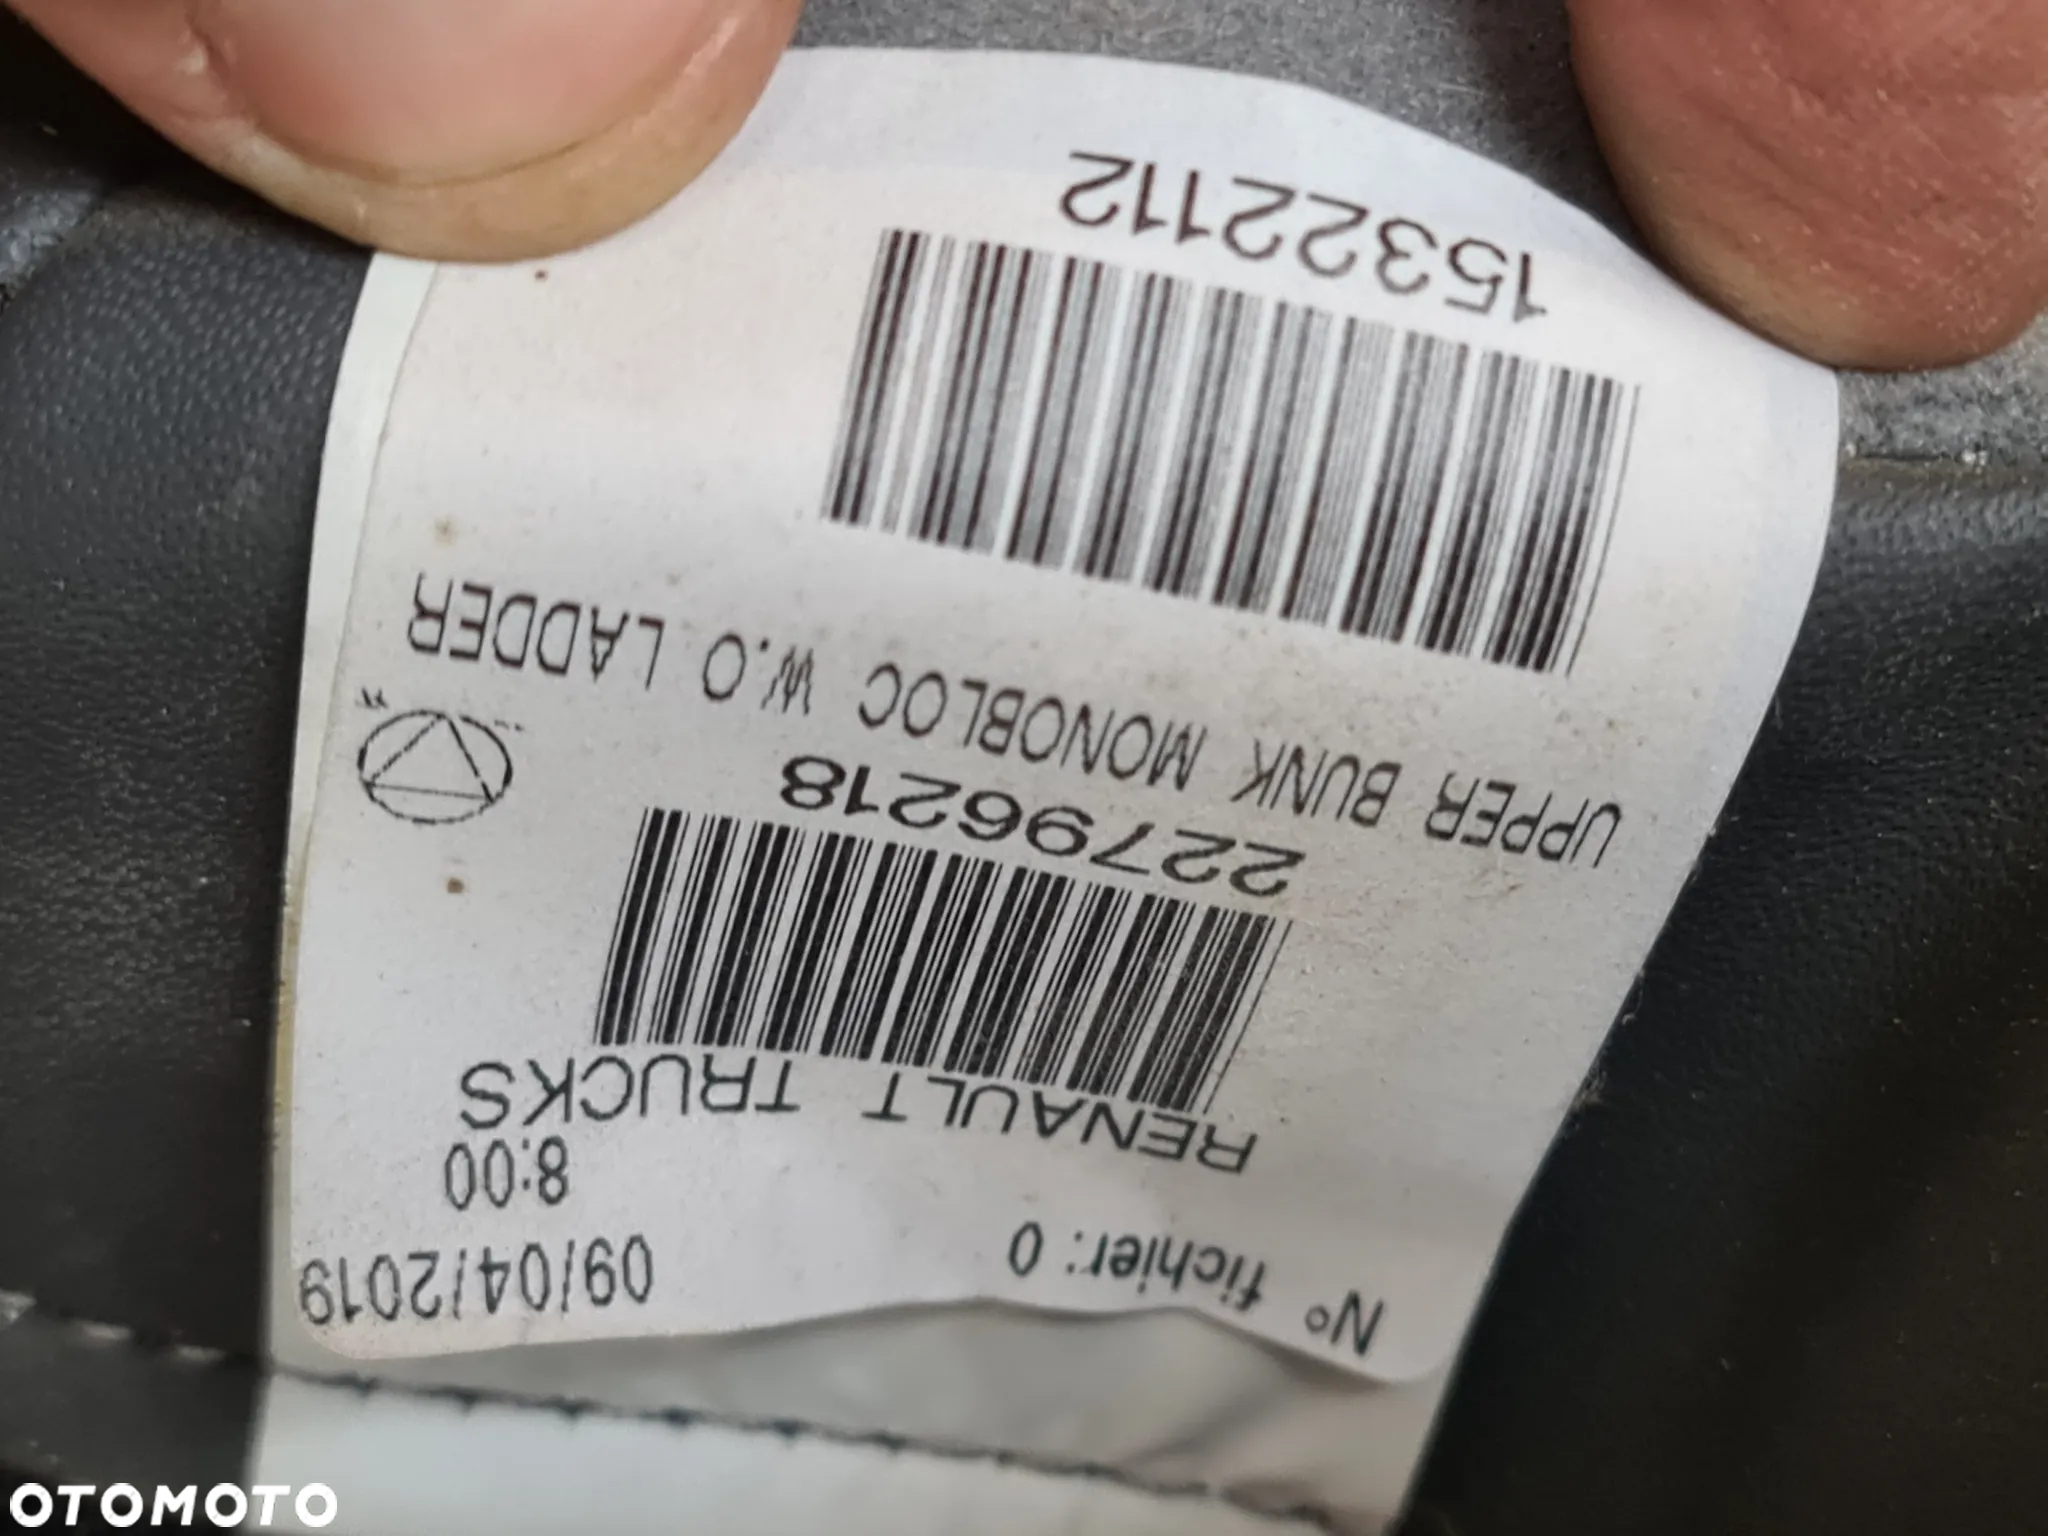 N° fichier: 0
09/04/2019
8:00
RENAULT TRUCKS
22796218
UPPER BUNK MONOBLOC W.O LADDER
15322112
OTOMOTO